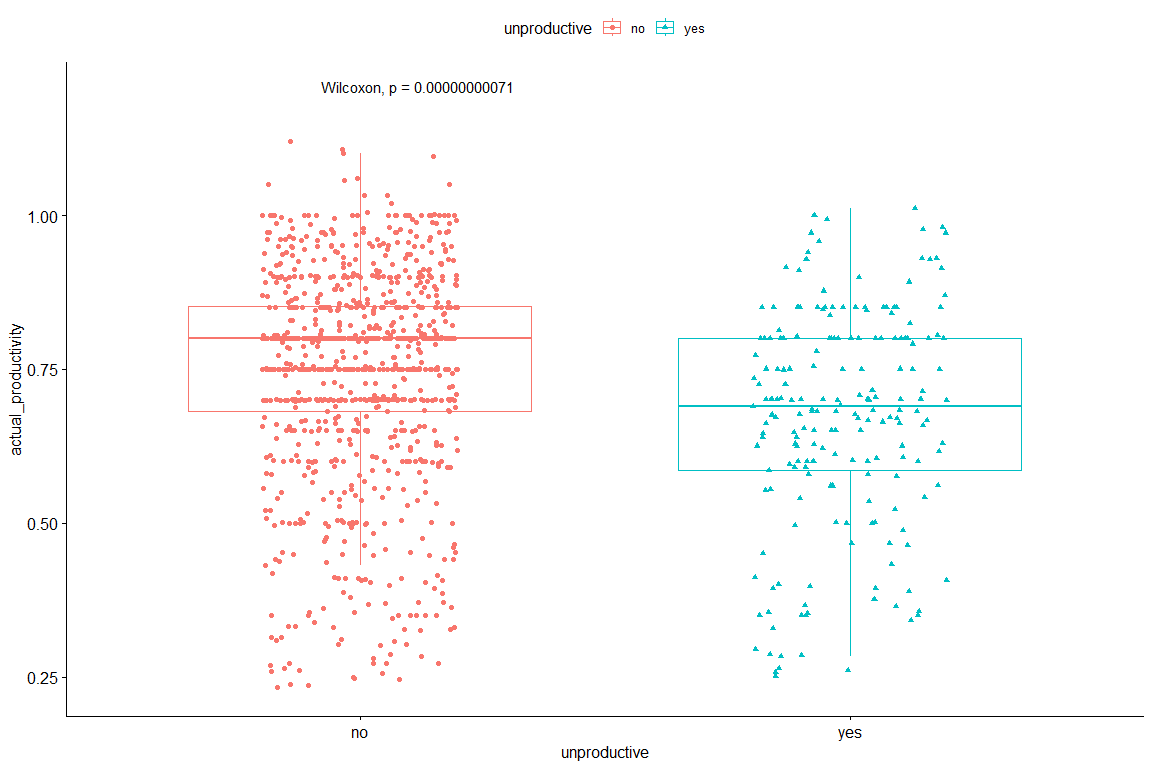 unproductive no yes
Wilcoxon, p = 0.00000000071
actual_productivity
1.00
0.75
0.50
0.25
no yes
unproductive